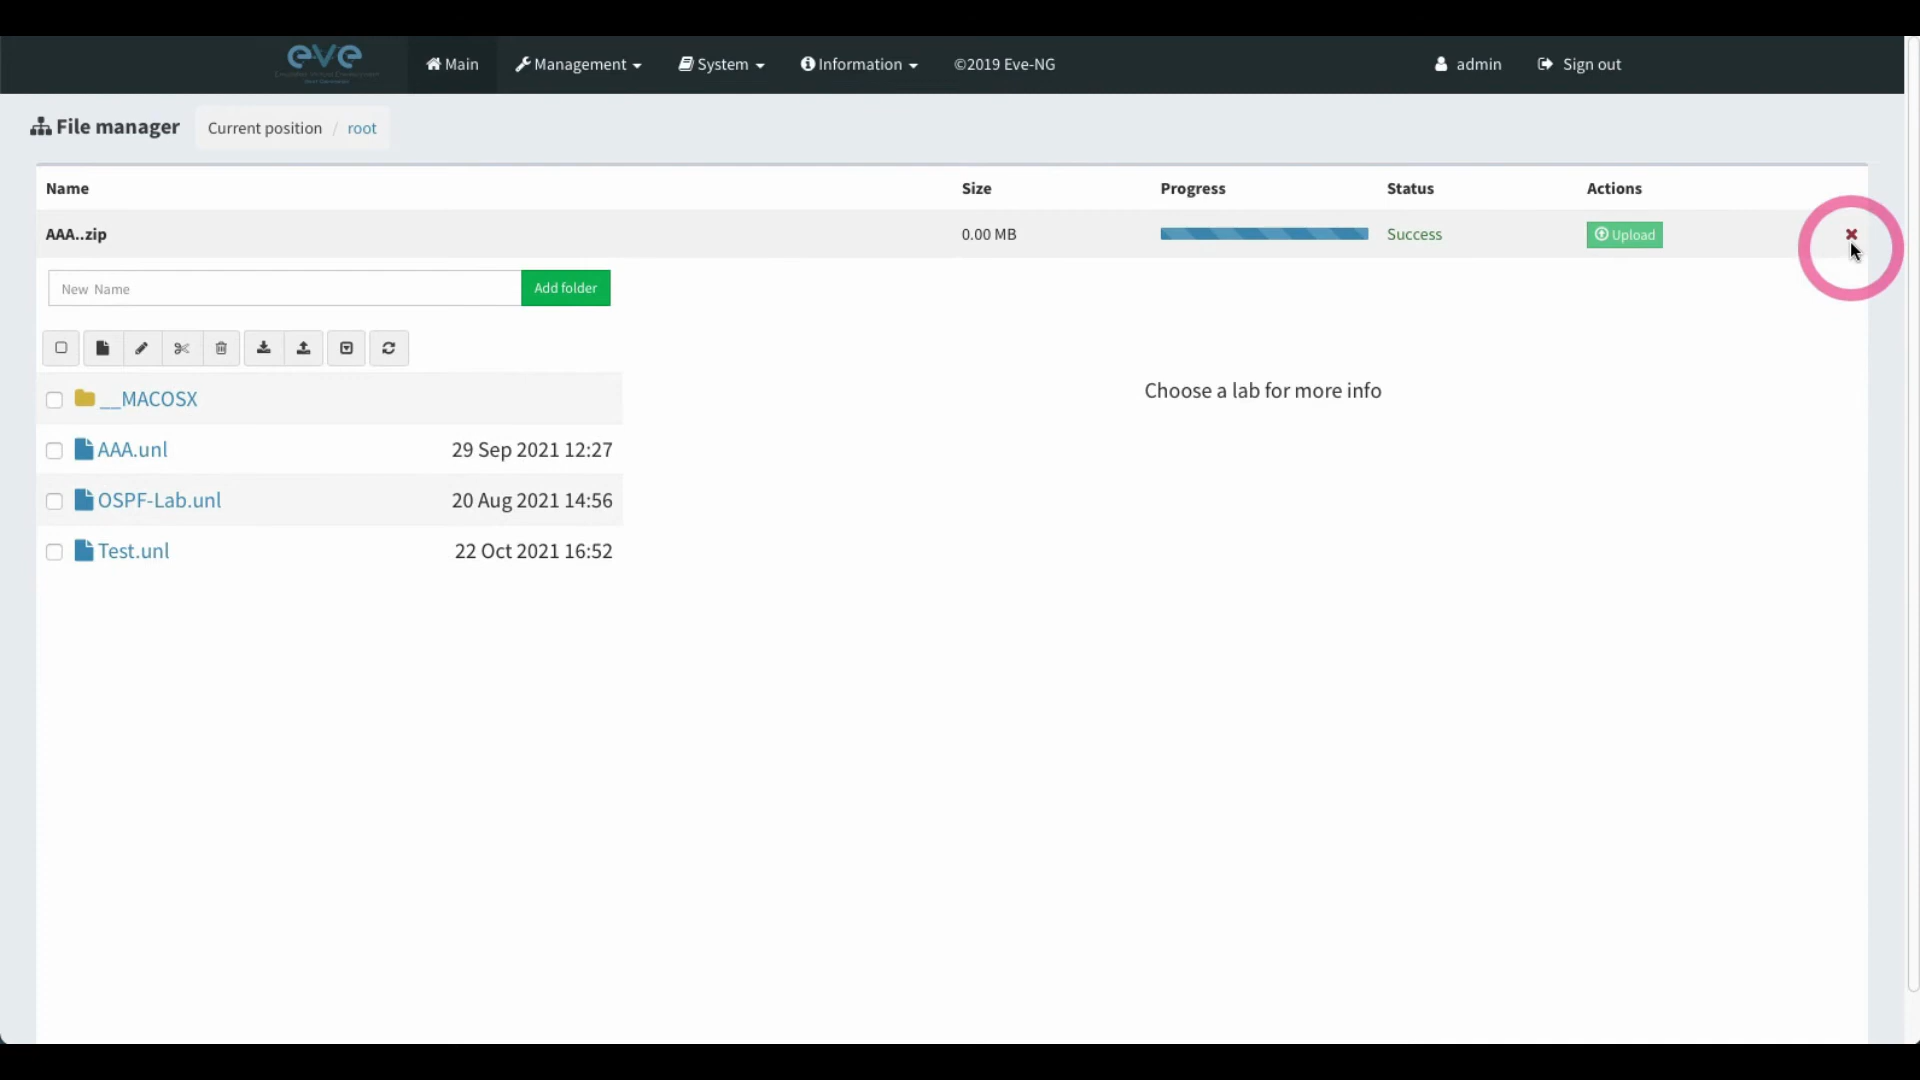 eve
Main Management System Information ©2019 Eve-NG admin Sign out
File manager Current position / root
Name Size Progress Status Actions
AAA..zip 0.00 MB Success Upload
New Name Add folder
__MACOSX
Choose a lab for more info
AAA.unl 29 Sep 2021 12:27
OSPF-Lab.unl 20 Aug 2021 14:56
Test.unl 22 Oct 2021 16:52